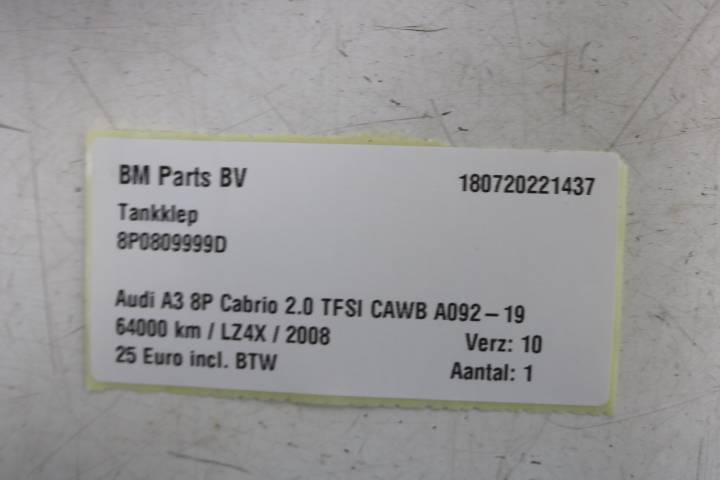 BM Parts BV 180720221437
Tankklep
8P0809999D
Audi A3 8P Cabrio 2.0 TFSI CAWB A092-19
64000 km / LZ4X / 2008 Verz: 10
25 Euro incl. BTW Aantal: 1